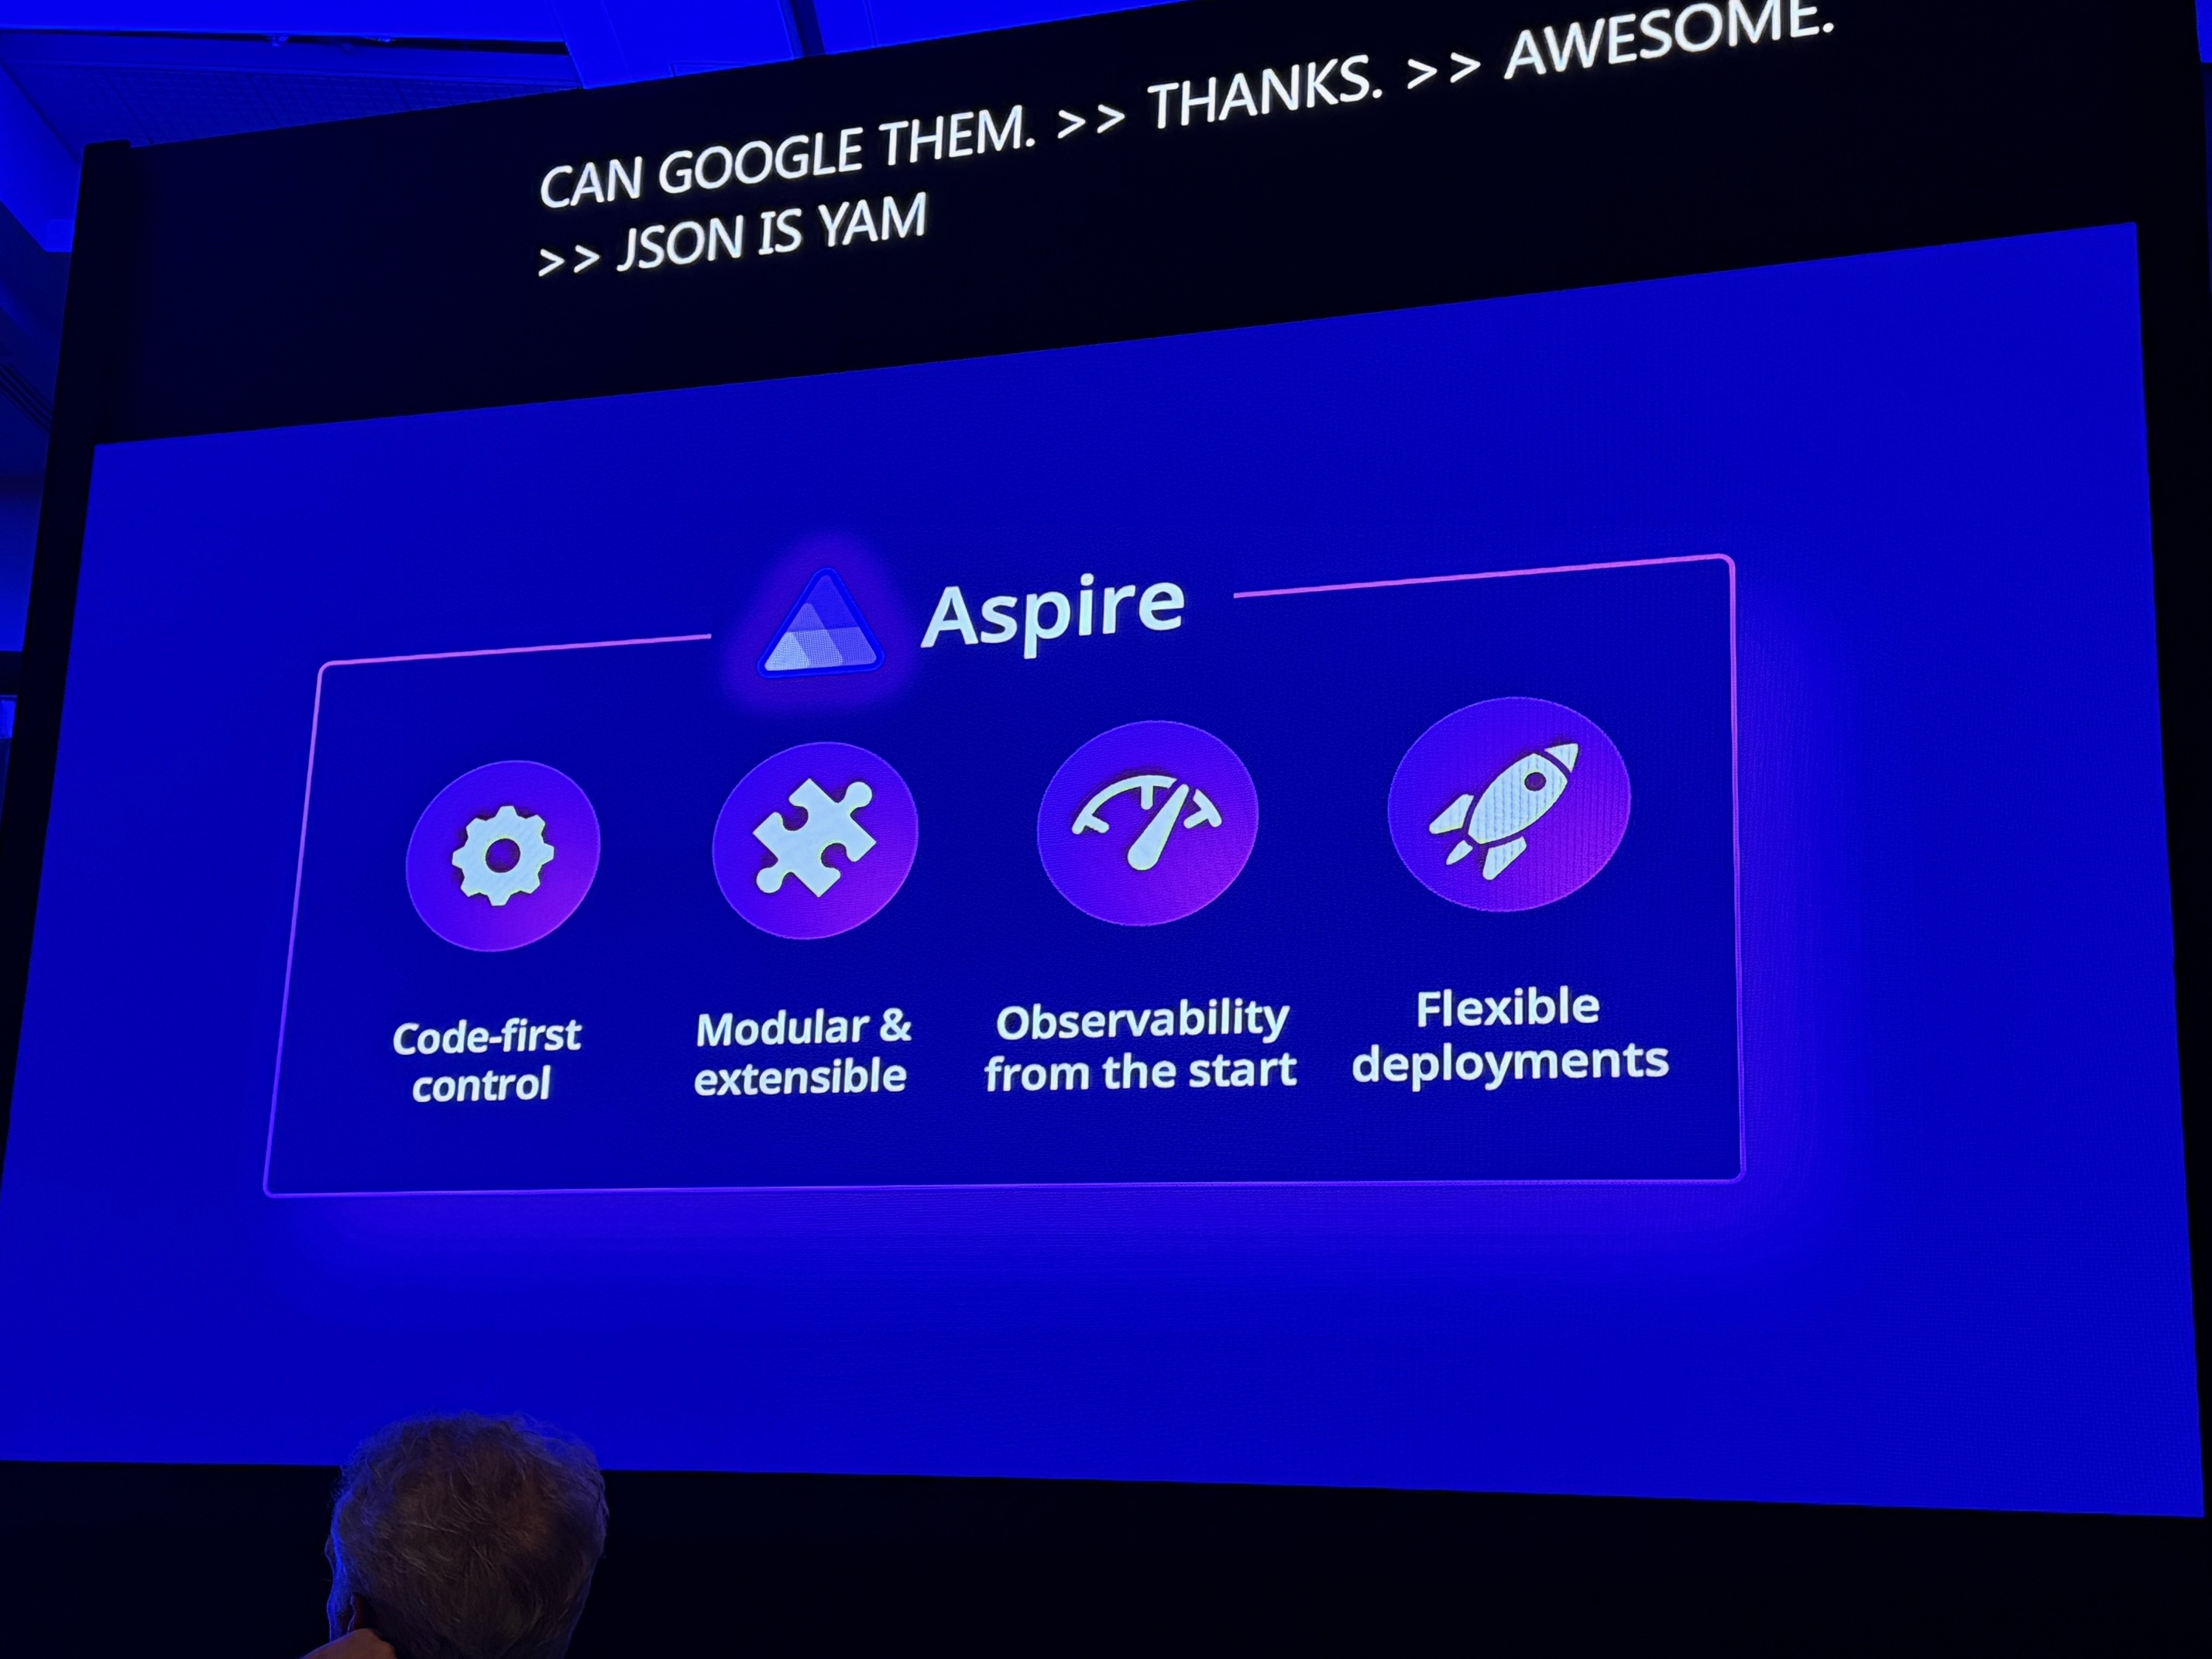 CAN GOOGLE THEM. >> THANKS. >> AWESOME.
>> JSON IS YAM
Aspire
Code-first
control
Modular &
extensible
Observability
from the start
Flexible
deployments